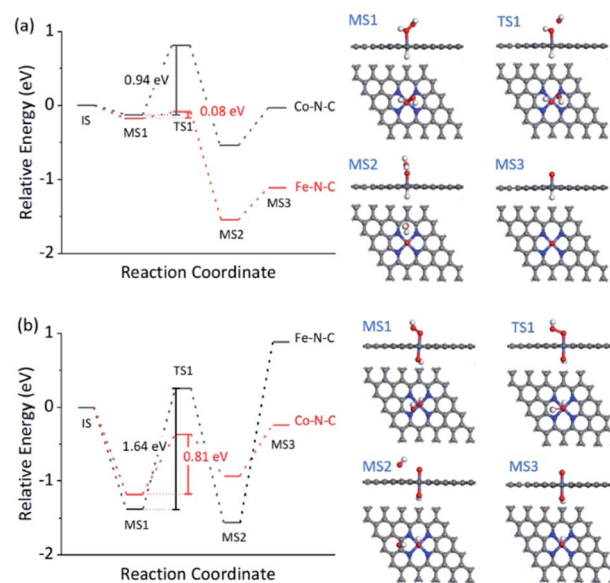 (a)
Relative Energy (eV)
1
0
-1
-2
IS
MS1
TS1
MS2
MS3
0.94 eV
0.08 eV
Co-N-C
Fe-N-C
Reaction Coordinate
MS1
TS1
MS2
MS3
(b)
Relative Energy (eV)
1
0
-1
-2
IS
MS1
TS1
MS2
MS3
1.64 eV
0.81 eV
Fe-N-C
Co-N-C
Reaction Coordinate
MS1
TS1
MS2
MS3